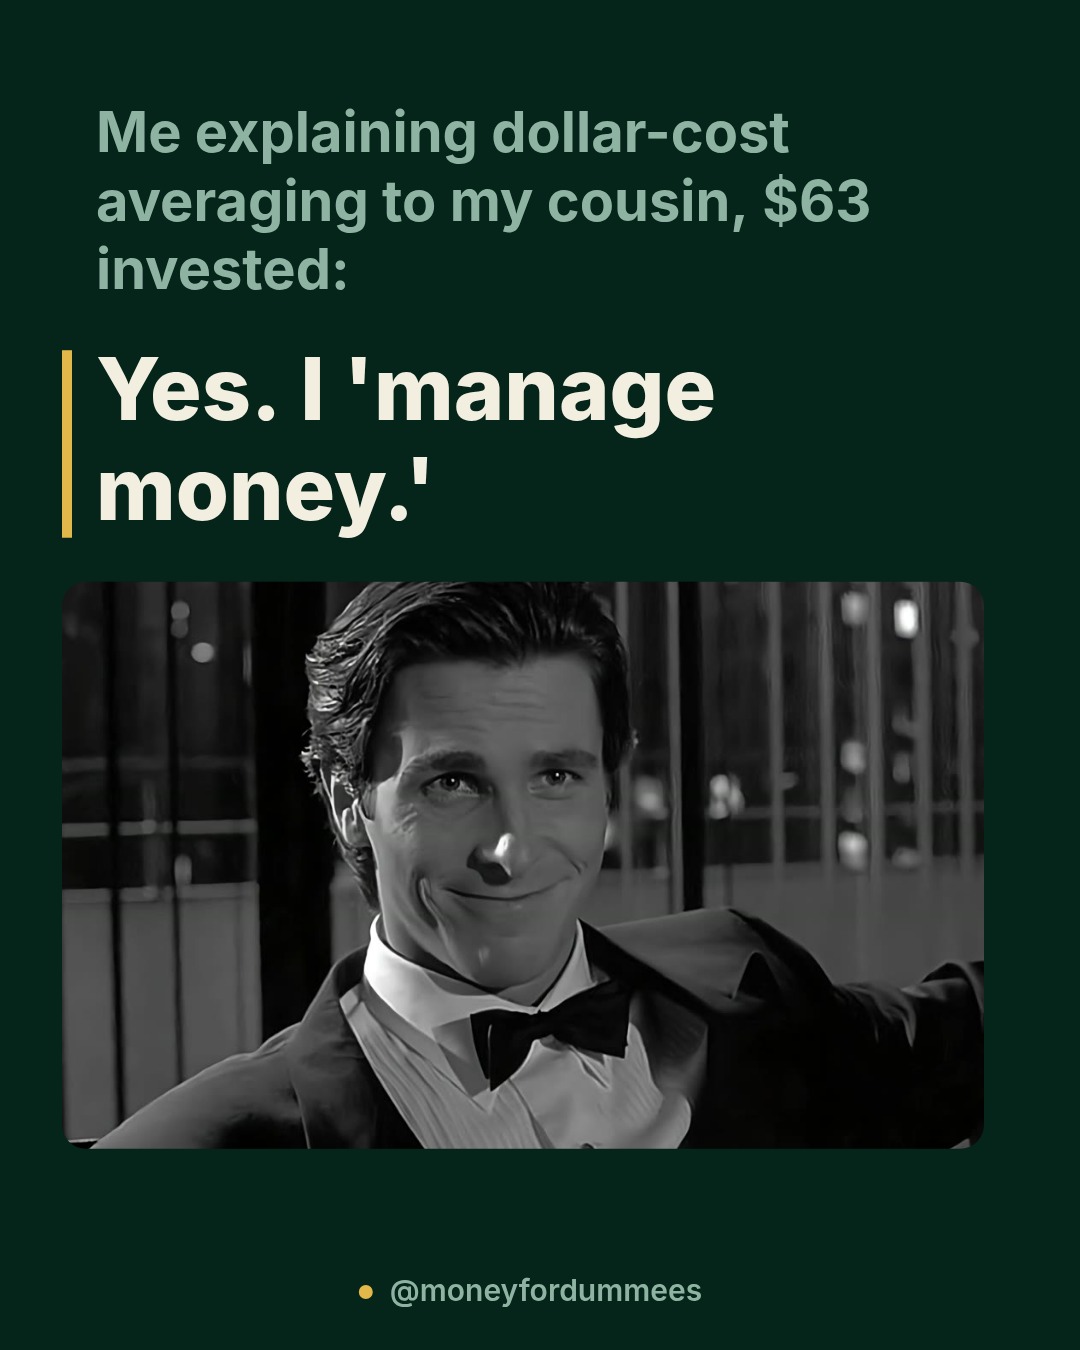 Me explaining dollar-cost
averaging to my cousin, $63
invested:
Yes. I 'manage
money.'
@moneyfordummees